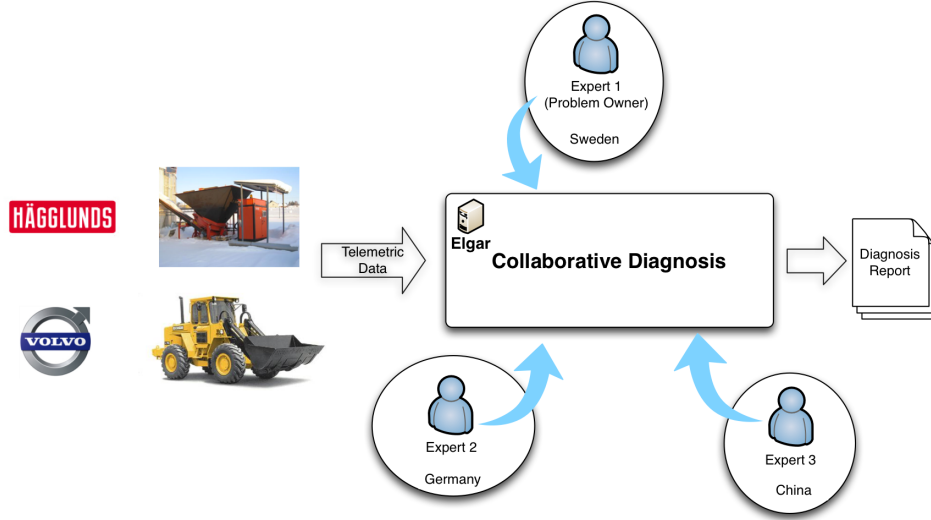 Expert 1
(Problem Owner)
Sweden
HÄGGLUNDS
Telemetric
Data
Elgar
Collaborative Diagnosis
Diagnosis
Report
VOLVO
Expert 2
Germany
Expert 3
China